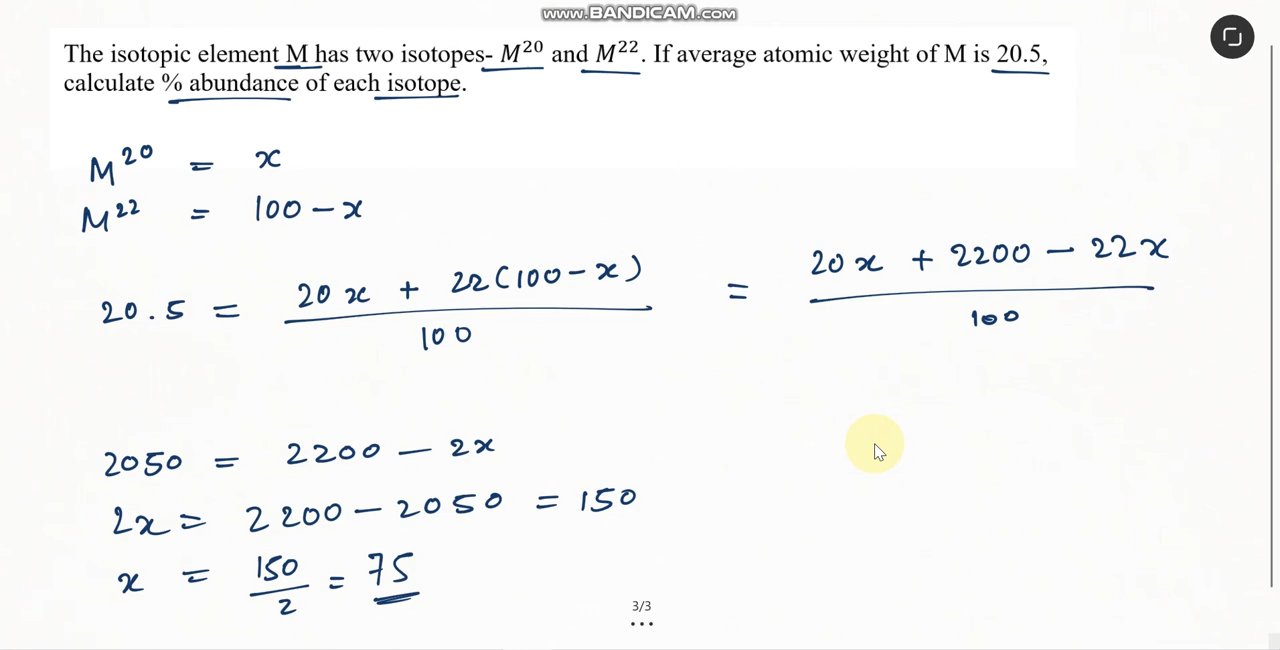 www.BANDICAM.com
The isotopic element M has two isotopes- M²⁰ and M²². If average atomic weight of M is 20.5,
calculate % abundance of each isotope.
M²⁰ = x
M²² = 100 - x
20.5 = (20x + 22(100 - x))/100 = (20x + 2200 - 22x)/100
2050 = 2200 - 2x
2x = 2200 - 2050 = 150
x = 150/2 = 75
3/3